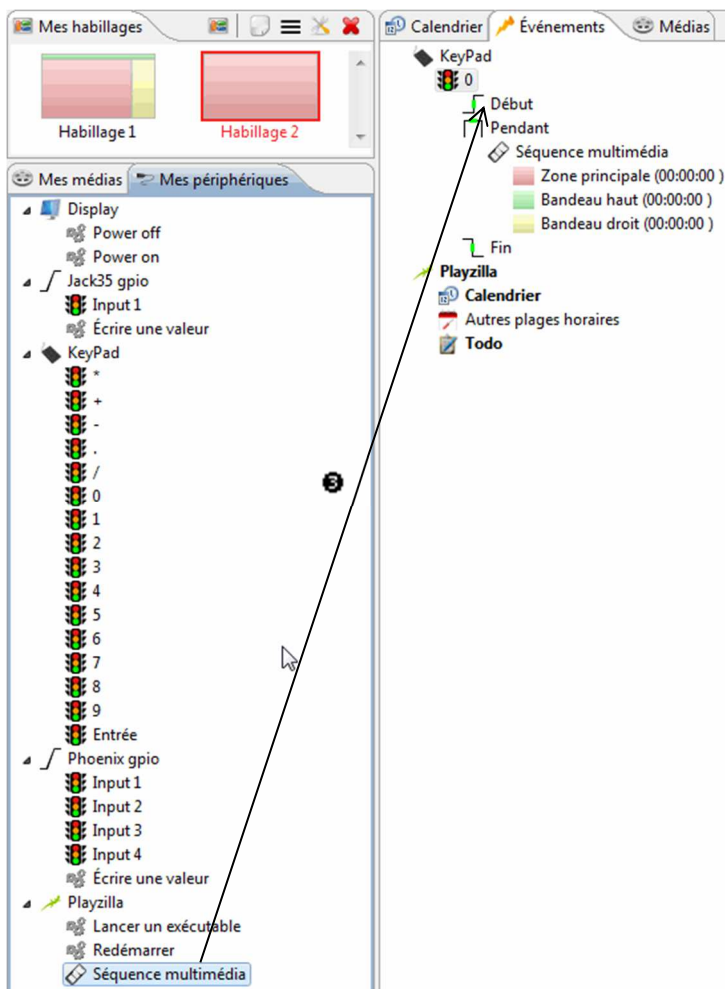 Mes habillages
Habillage 1
Habillage 2
Mes médias
Mes périphériques
Display
Power off
Power on
Jack35 gpio
Input 1
Écrire une valeur
KeyPad
*
+
-
.
/
0
1
2
3
4
5
6
7
8
9
Entrée
Phoenix gpio
Input 1
Input 2
Input 3
Input 4
Écrire une valeur
Playzilla
Lancer un exécutable
Redémarrer
Séquence multimédia
❸
Calendrier
Événements
Médias
KeyPad
0
Début
Pendant
Séquence multimédia
Zone principale (00:00:00 )
Bandeau haut (00:00:00 )
Bandeau droit (00:00:00 )
Fin
Playzilla
Calendrier
Autres plages horaires
Todo